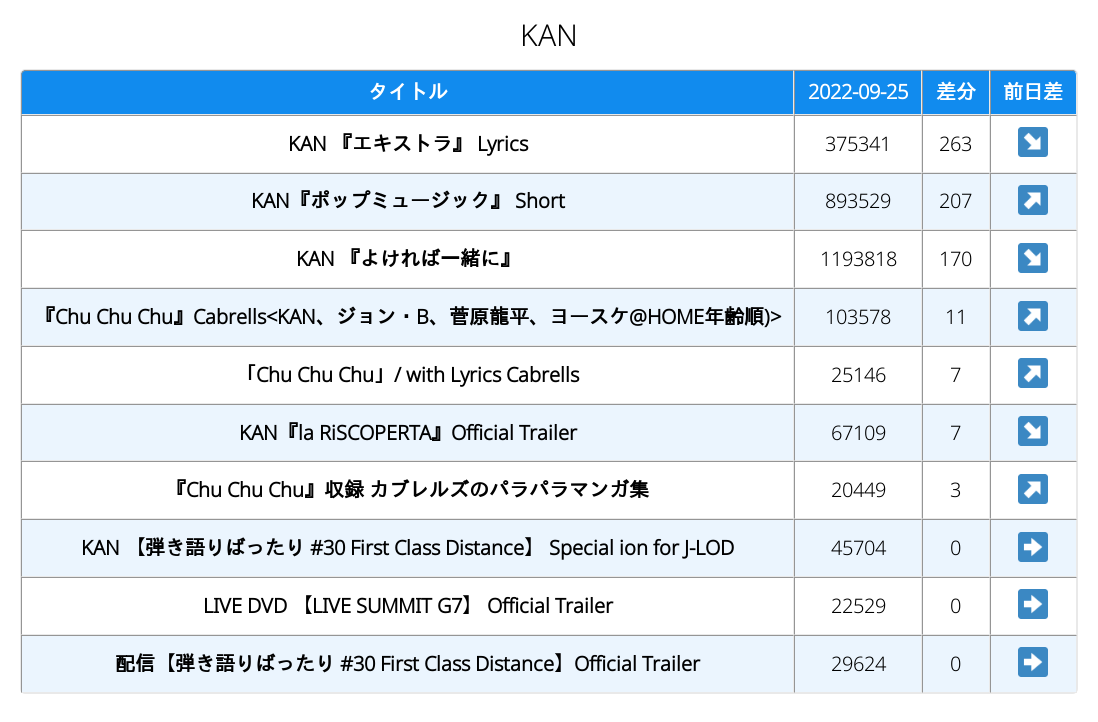 KAN
タイトル 2022-09-25 差分 前日差
KAN 『エキストラ』 Lyrics 375341 263 ↘
KAN『ポップミュージック』 Short 893529 207 ↗
KAN 『よければ一緒に』 1193818 170 ↘
『Chu Chu Chu』Cabrells<KAN、ジョン・B、菅原龍平、ヨースケ@HOME年齢順)> 103578 11 ↗
「Chu Chu Chu」/ with Lyrics Cabrells 25146 7 ↗
KAN『la RiSCOPERTA』Official Trailer 67109 7 ↘
『Chu Chu Chu』収録 カブレルズのパラパラマンガ集 20449 3 ↗
KAN 【弾き語りばったり #30 First Class Distance】 Special ion for J-LOD 45704 0 ➡
LIVE DVD 【LIVE SUMMIT G7】 Official Trailer 22529 0 ➡
配信【弾き語りばったり #30 First Class Distance】Official Trailer 29624 0 ➡